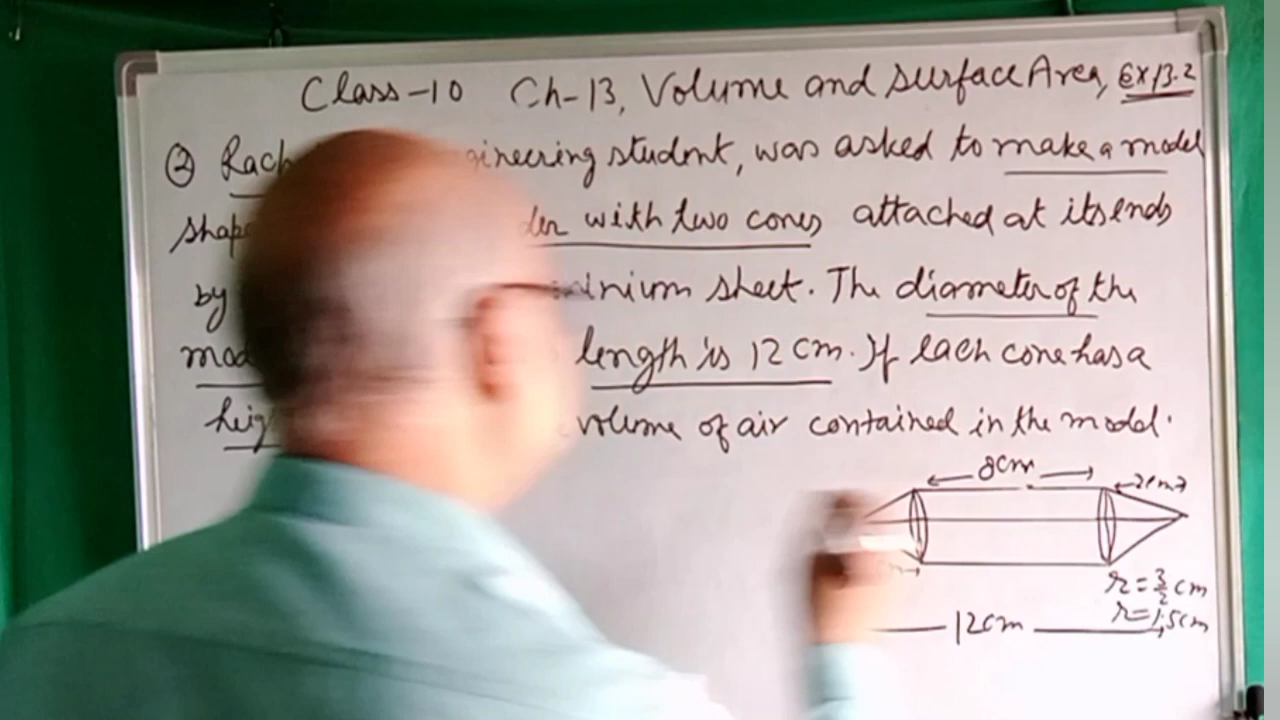 Class-10 Ch-13, Volume and surface Area, Ex 13.2
② Rach gineering student, was asked to make a model
shape der with two cones attached at its ends
by minium sheet. The diameter of the
mod length is 12 cm. If each cone has a
heig volume of air contained in the model.
8cm
2cm
r=3/2 cm
r=1.5cm
12cm